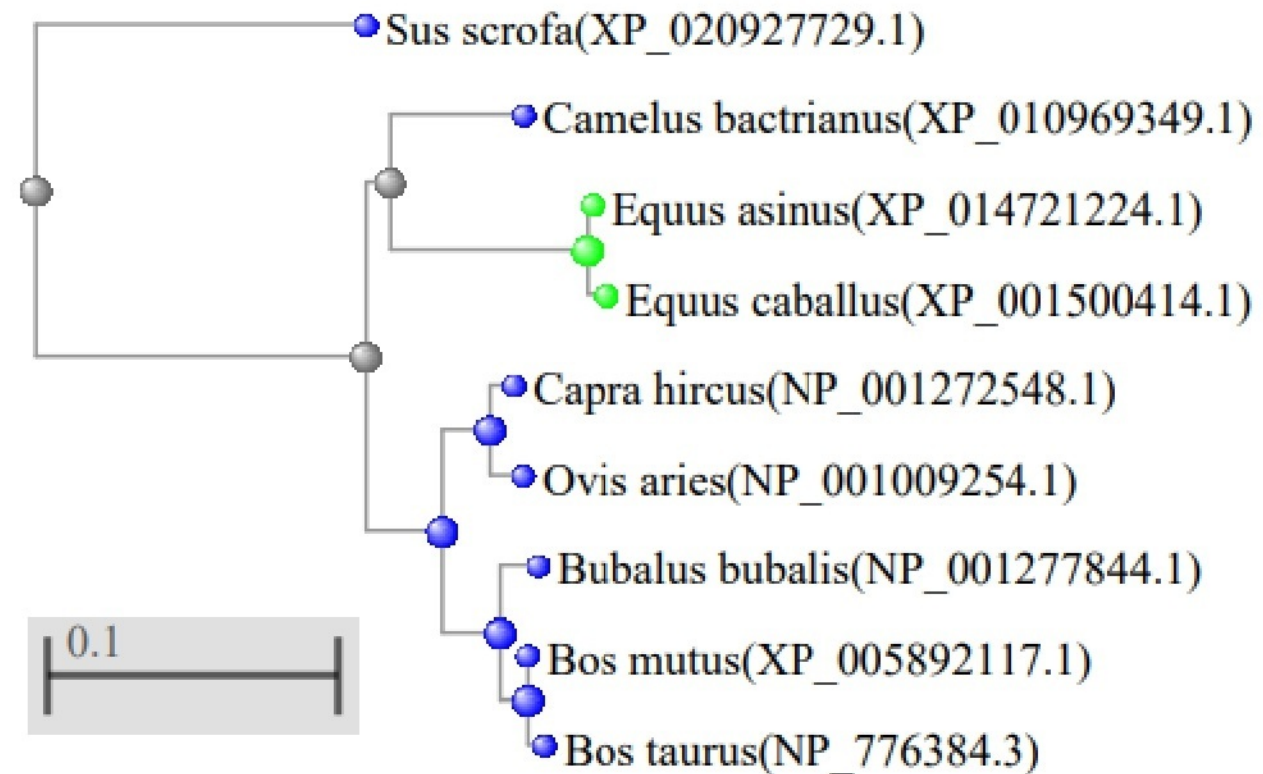 Sus scrofa(XP_020927729.1)
Camelus bactrianus(XP_010969349.1)
Equus asinus(XP_014721224.1)
Equus caballus(XP_001500414.1)
Capra hircus(NP_001272548.1)
Ovis aries(NP_001009254.1)
Bubalus bubalis(NP_001277844.1)
0.1
Bos mutus(XP_005892117.1)
Bos taurus(NP_776384.3)